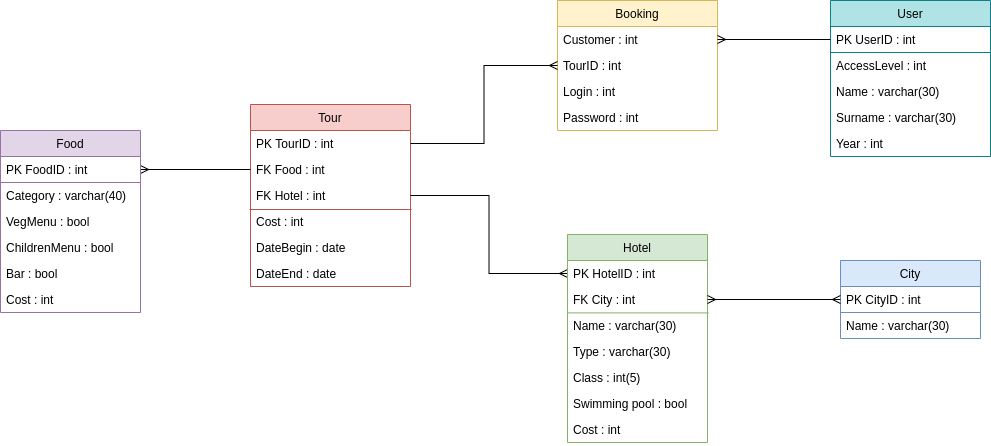 Booking
Customer : int
TourID : int
Login : int
Password : int
User
PK UserID : int
AccessLevel : int
Name : varchar(30)
Surname : varchar(30)
Year : int
Tour
PK TourID : int
FK Food : int
FK Hotel : int
Cost : int
DateBegin : date
DateEnd : date
Food
PK FoodID : int
Category : varchar(40)
VegMenu : bool
ChildrenMenu : bool
Bar : bool
Cost : int
Hotel
PK HotelID : int
FK City : int
Name : varchar(30)
Type : varchar(30)
Class : int(5)
Swimming pool : bool
Cost : int
City
PK CityID : int
Name : varchar(30)